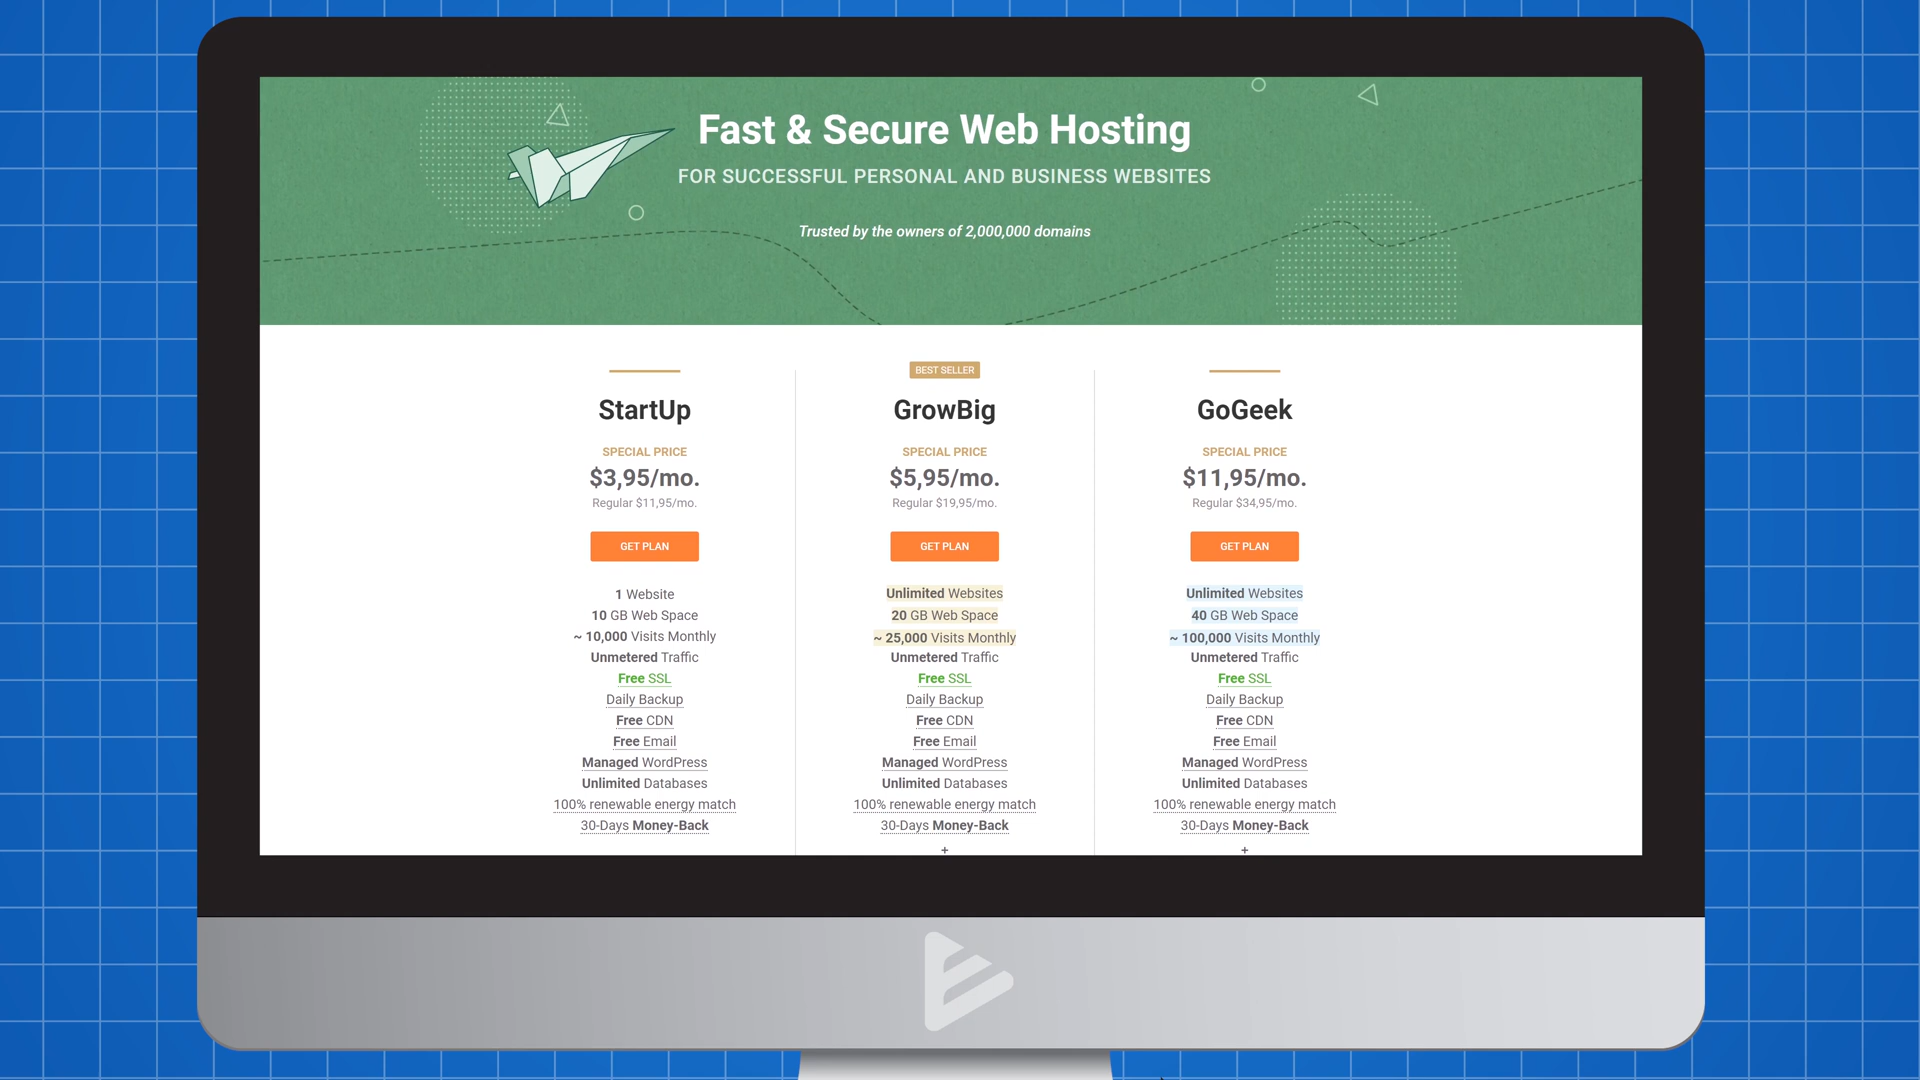 Fast & Secure Web Hosting
FOR SUCCESSFUL PERSONAL AND BUSINESS WEBSITES
Trusted by the owners of 2,000,000 domains
StartUp
SPECIAL PRICE
$3,95/mo.
Regular $11,95/mo.
GET PLAN
1 Website
10 GB Web Space
~ 10,000 Visits Monthly
Unmetered Traffic
Free SSL
Daily Backup
Free CDN
Free Email
Managed WordPress
Unlimited Databases
100% renewable energy match
30-Days Money-Back
BEST SELLER
GrowBig
SPECIAL PRICE
$5,95/mo.
Regular $19,95/mo.
GET PLAN
Unlimited Websites
20 GB Web Space
~ 25,000 Visits Monthly
Unmetered Traffic
Free SSL
Daily Backup
Free CDN
Free Email
Managed WordPress
Unlimited Databases
100% renewable energy match
30-Days Money-Back
+
GoGeek
SPECIAL PRICE
$11,95/mo.
Regular $34,95/mo.
GET PLAN
Unlimited Websites
40 GB Web Space
~ 100,000 Visits Monthly
Unmetered Traffic
Free SSL
Daily Backup
Free CDN
Free Email
Managed WordPress
Unlimited Databases
100% renewable energy match
30-Days Money-Back
+